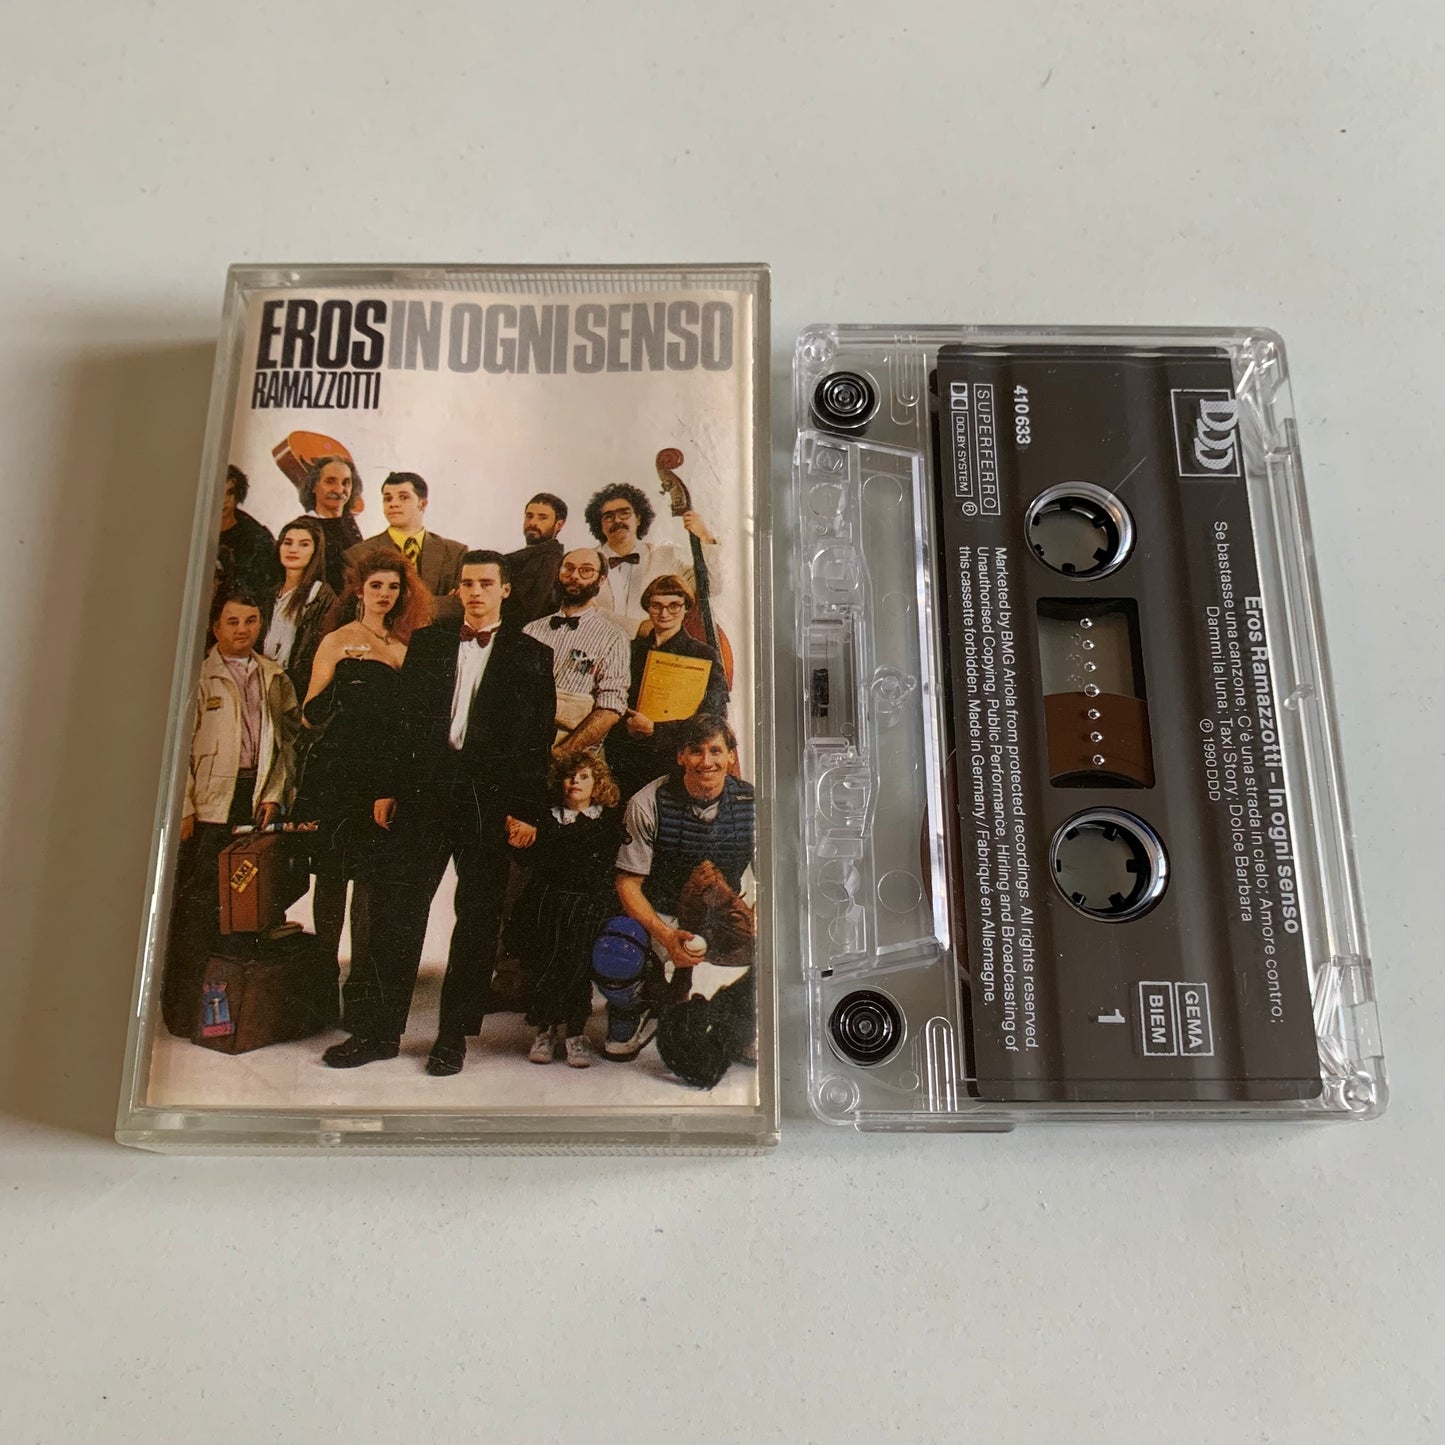 EROS IN OGNI SENSO
RAMAZZOTTI
TAXI
DDD
Eros Ramazzotti – In ogni senso
Se bastasse una canzone; C'è una strada in cielo; Amore contro;
Dammi la luna; Taxi Story; Dolce Barbara
℗ 1990 DDD
GEMA
BIEM
1
410 633
SUPERFERRO
DOLBY SYSTEM ®
Marketed by BMG Ariola from protected recordings. All rights reserved.
Unauthorised Copying, Public Performance, Hirling and Broadcasting of
this cassette forbidden. Made in Germany / Fabriqué en Allemagne.
A